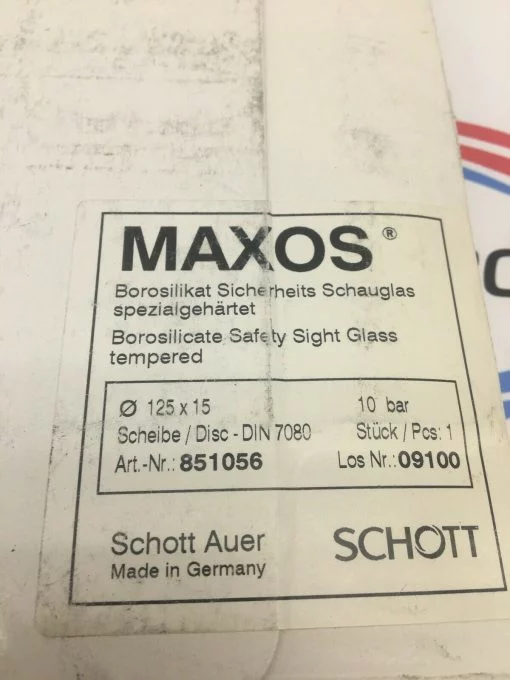 MAXOS®
Borosilikat Sicherheits Schauglas
spezialgehärtet
Borosilicate Safety Sight Glass
tempered
Ø 125 x 15 10 bar
Scheibe / Disc - DIN 7080 Stück / Pcs: 1
Art.-Nr.: 851056 Los Nr.: 09100
Schott Auer SCHOTT
Made in Germany